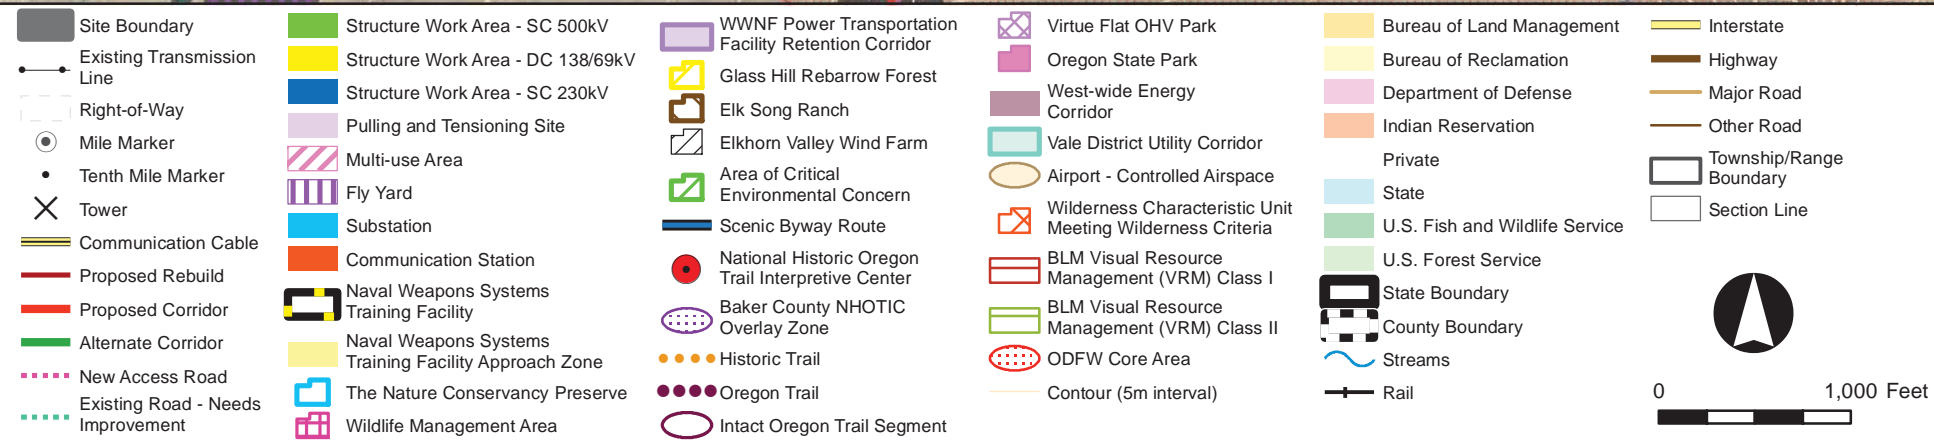 Site Boundary
Existing Transmission
Line
Right-of-Way
Mile Marker
Tenth Mile Marker
Tower
Communication Cable
Proposed Rebuild
Proposed Corridor
Alternate Corridor
New Access Road
Existing Road - Needs
Improvement
Structure Work Area - SC 500kV
Structure Work Area - DC 138/69kV
Structure Work Area - SC 230kV
Pulling and Tensioning Site
Multi-use Area
Fly Yard
Substation
Communication Station
Naval Weapons Systems
Training Facility
Naval Weapons Systems
Training Facility Approach Zone
The Nature Conservancy Preserve
Wildlife Management Area
WWNF Power Transportation
Facility Retention Corridor
Glass Hill Rebarrow Forest
Elk Song Ranch
Elkhorn Valley Wind Farm
Area of Critical
Environmental Concern
Scenic Byway Route
National Historic Oregon
Trail Interpretive Center
Baker County NHOTIC
Overlay Zone
Historic Trail
Oregon Trail
Intact Oregon Trail Segment
Virtue Flat OHV Park
Oregon State Park
West-wide Energy
Corridor
Vale District Utility Corridor
Airport - Controlled Airspace
Wilderness Characteristic Unit
Meeting Wilderness Criteria
BLM Visual Resource
Management (VRM) Class I
BLM Visual Resource
Management (VRM) Class II
ODFW Core Area
Contour (5m interval)
Bureau of Land Management
Bureau of Reclamation
Department of Defense
Indian Reservation
Private
State
U.S. Fish and Wildlife Service
U.S. Forest Service
State Boundary
County Boundary
Streams
Rail
Interstate
Highway
Major Road
Other Road
Township/Range
Boundary
Section Line
0 1,000 Feet